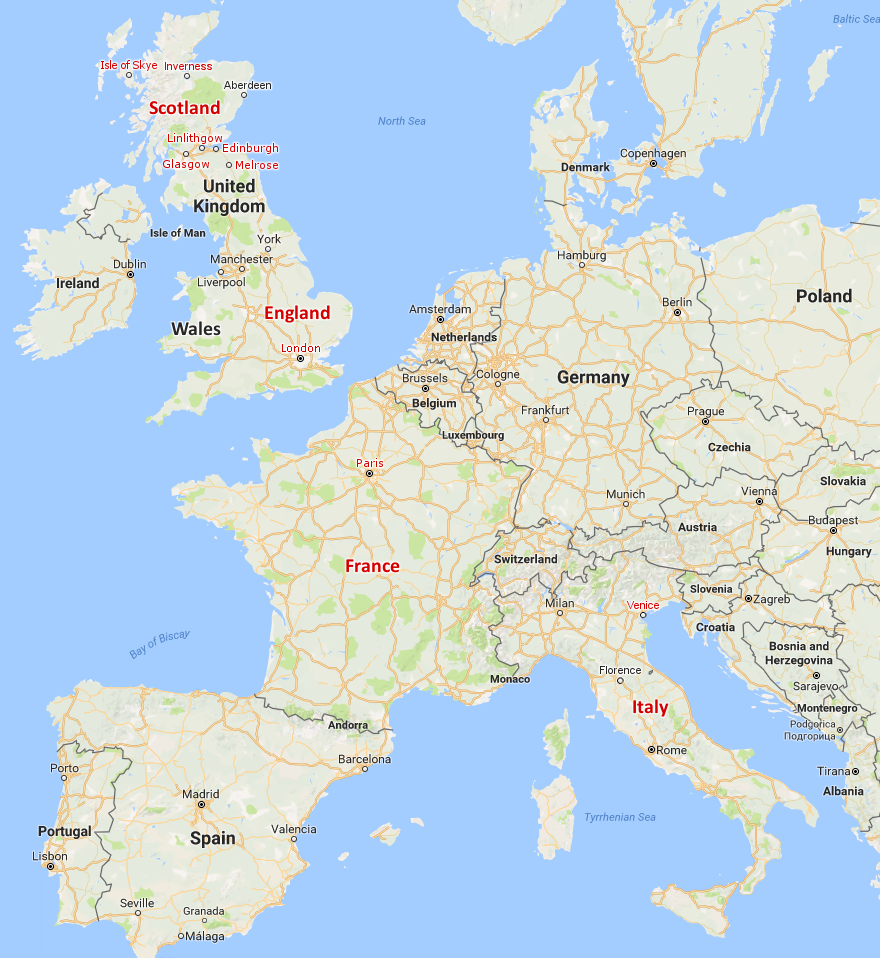 Baltic Sea
Isle of Skye
Inverness
Aberdeen
Scotland
North Sea
Linlithgow
Edinburgh
Glasgow
Melrose
Copenhagen
Denmark
United
Kingdom
Isle of Man
York
Hamburg
Manchester
Dublin
Liverpool
Ireland
Poland
Berlin
England
Amsterdam
Wales
Netherlands
London
Cologne
Brussels
Germany
Belgium
Frankfurt
Prague
Luxembourg
Czechia
Paris
Slovakia
Munich
Vienna
Budapest
Austria
Hungary
Switzerland
France
Slovenia
Zagreb
Milan
Venice
Croatia
Bay of Biscay
Bosnia and
Herzegovina
Florence
Monaco
Sarajevo
Italy
Montenegro
Andorra
Podgorica
Подгорица
Rome
Barcelona
Porto
Tirana
Madrid
Albania
Tyrrhenian Sea
Portugal
Spain
Valencia
Lisbon
Seville
Granada
Málaga